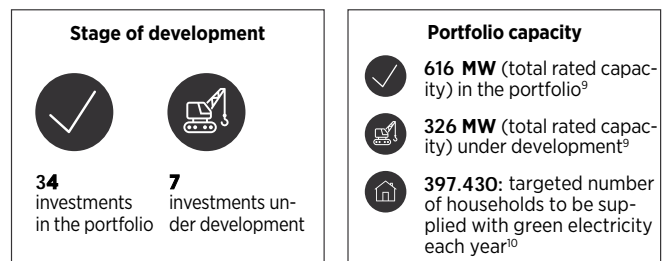 Stage of development
34
investments
in the portfolio
7
investments un-
der development
Portfolio capacity
616 MW (total rated capac-
ity) in the portfolio⁹
326 MW (total rated capac-
ity) under development⁹
397.430: targeted number
of households to be sup-
plied with green electricity
each year¹⁰